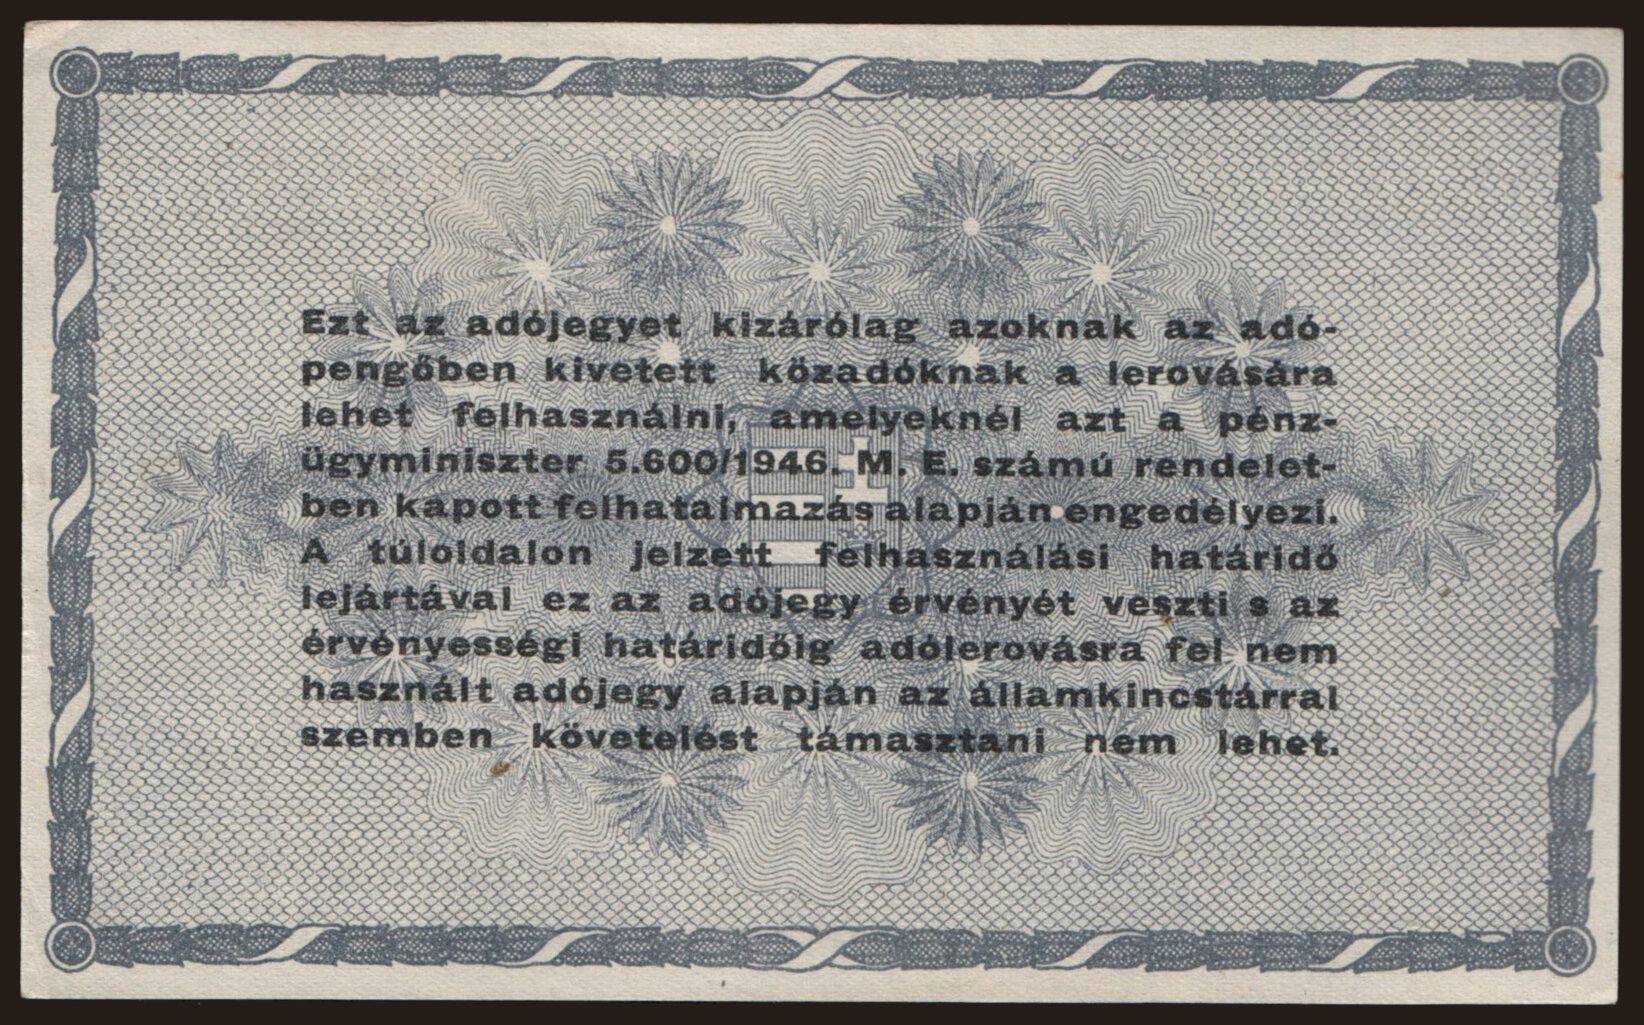 Ezt az adójegyet kizárólag azoknak az adó-
pengőben kivetett közadóknak a lerovására
lehet felhasználni, amelyeknél azt a pénz-
ügyminiszter 5.600/1946. M. E. számú rendelet-
ben kapott felhatalmazás alapján engedélyezi.
A túloldalon jelzett felhasználási határidő
lejártával ez az adójegy érvényét veszti s az
érvényességi határidőig adólerovásra fel nem
használt adójegy alapján az államkincstárral
szemben követelést támasztani nem lehet.